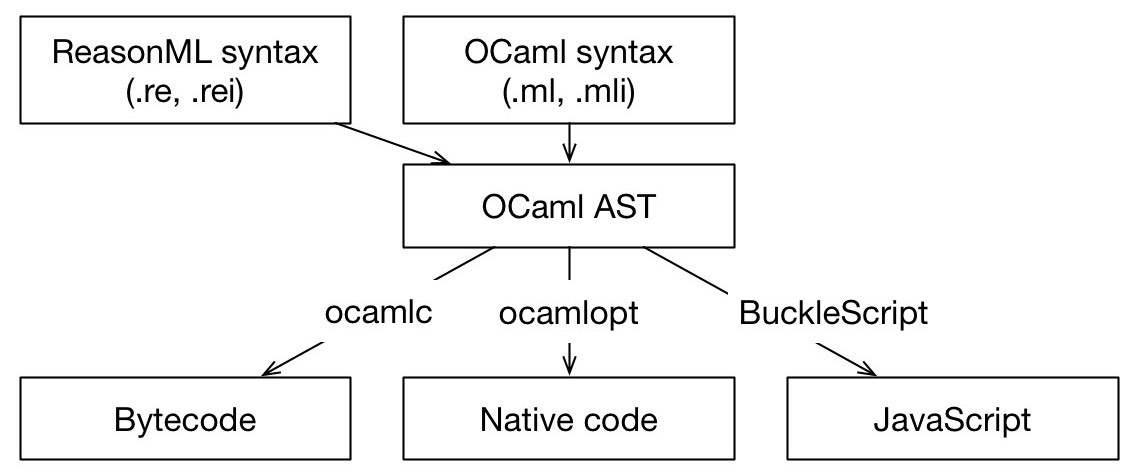 ReasonML syntax
(.re, .rei)
OCaml syntax
(.ml, .mli)
OCaml AST
ocamlc
ocamlopt
BuckleScript
Bytecode
Native code
JavaScript